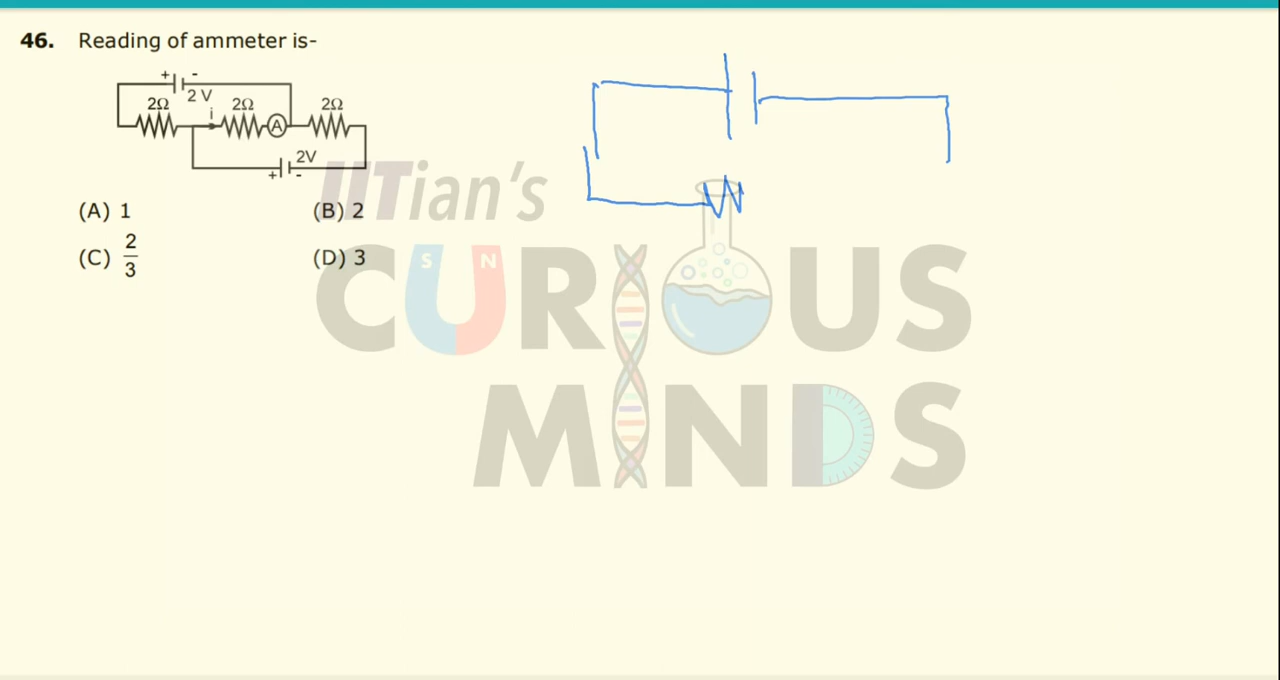 46. Reading of ammeter is-
+ -
2 V
2Ω 2Ω 2Ω
i
A
2V
+ -
(A) 1 (B) 2
(C) 2/3 (D) 3
IITian's
CURIOUS
S N
MINDS